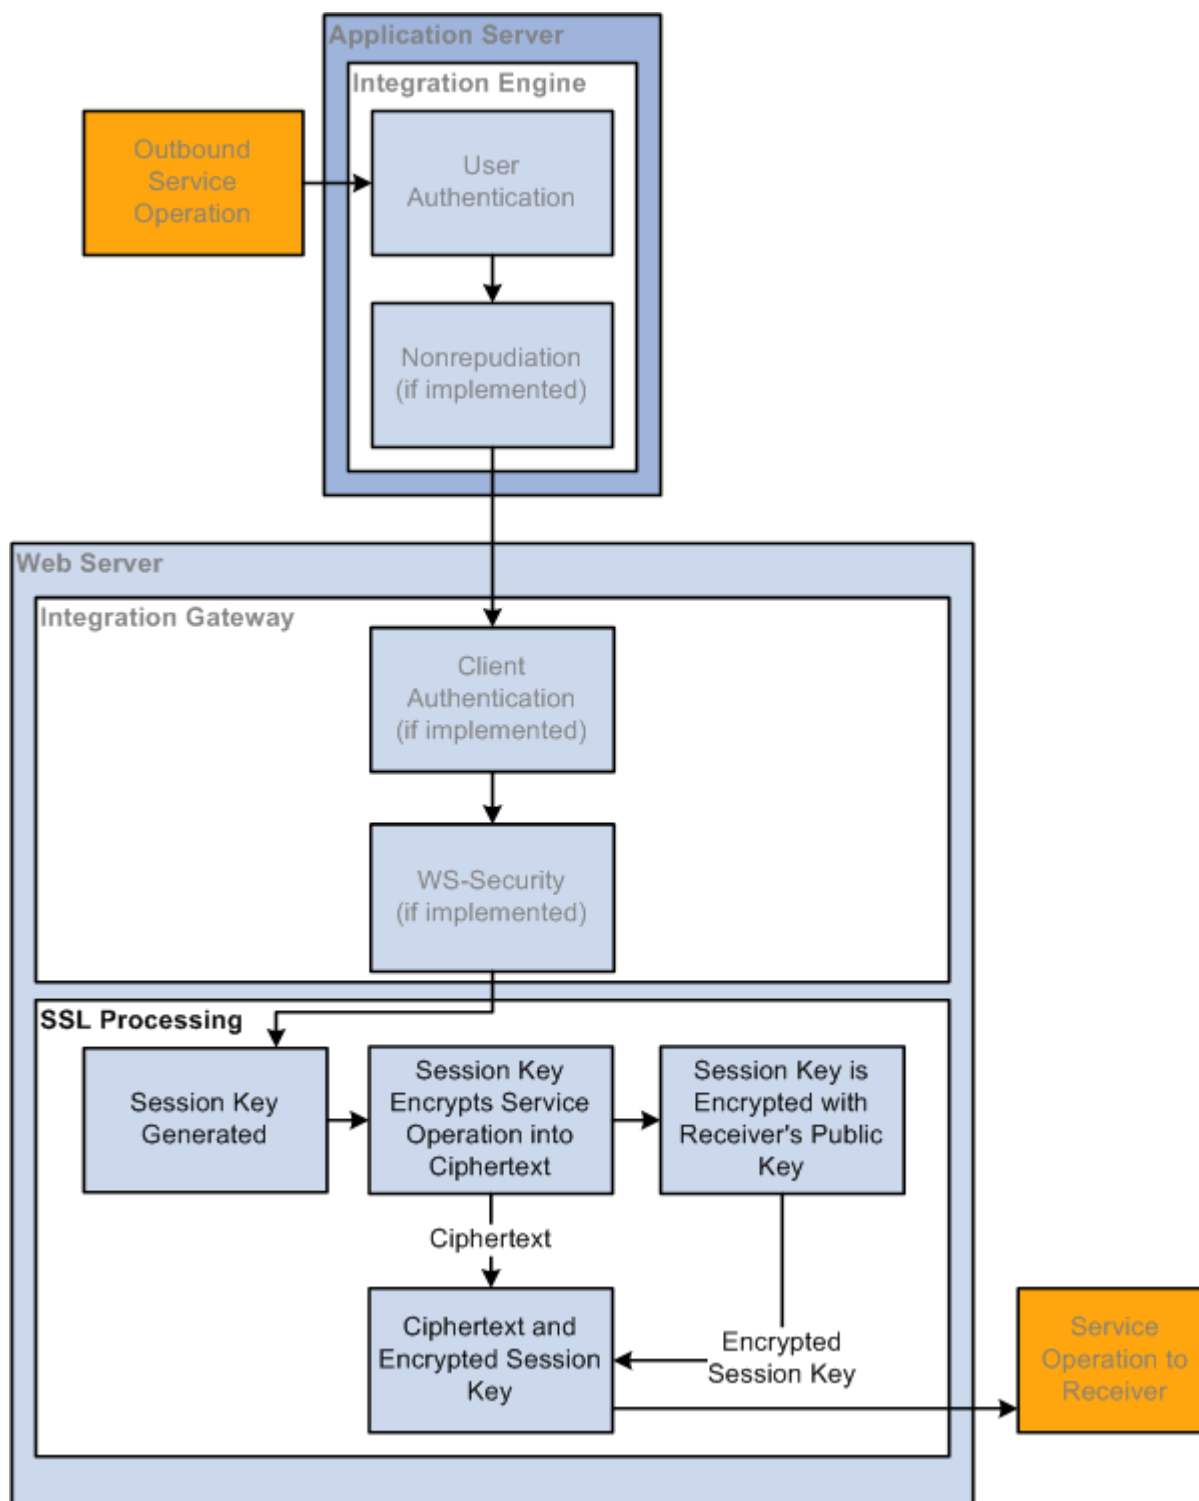 Application Server
Integration Engine
Outbound
Service
Operation
User
Authentication
Nonrepudiation
(if implemented)
Web Server
Integration Gateway
Client
Authentication
(if implemented)
WS-Security
(if implemented)
SSL Processing
Session Key
Generated
Session Key
Encrypts Service
Operation into
Ciphertext
Session Key is
Encrypted with
Receiver's Public
Key
Ciphertext
Ciphertext and
Encrypted Session
Key
Encrypted
Session Key
Service
Operation to
Receiver